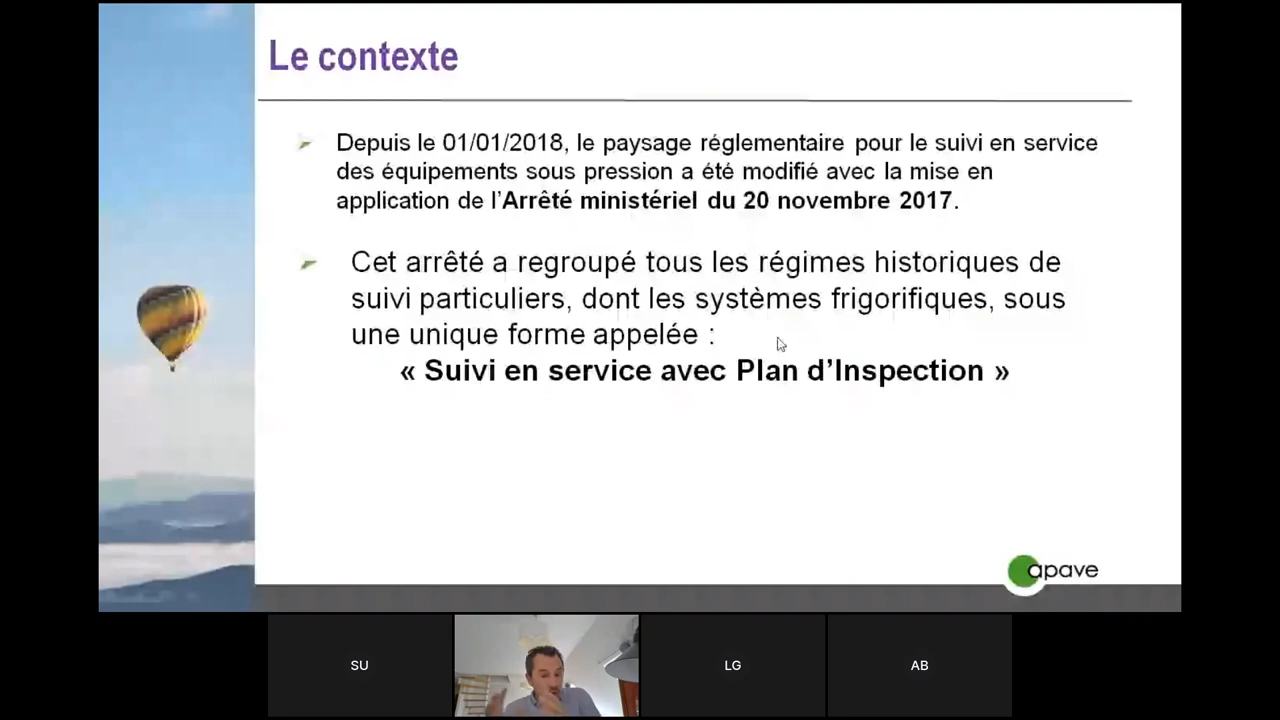 Le contexte
Depuis le 01/01/2018, le paysage réglementaire pour le suivi en service
des équipements sous pression a été modifié avec la mise en
application de l'Arrêté ministériel du 20 novembre 2017.
Cet arrêté a regroupé tous les régimes historiques de
suivi particuliers, dont les systèmes frigorifiques, sous
une unique forme appelée :
« Suivi en service avec Plan d'Inspection »
apave
SU
LG
AB